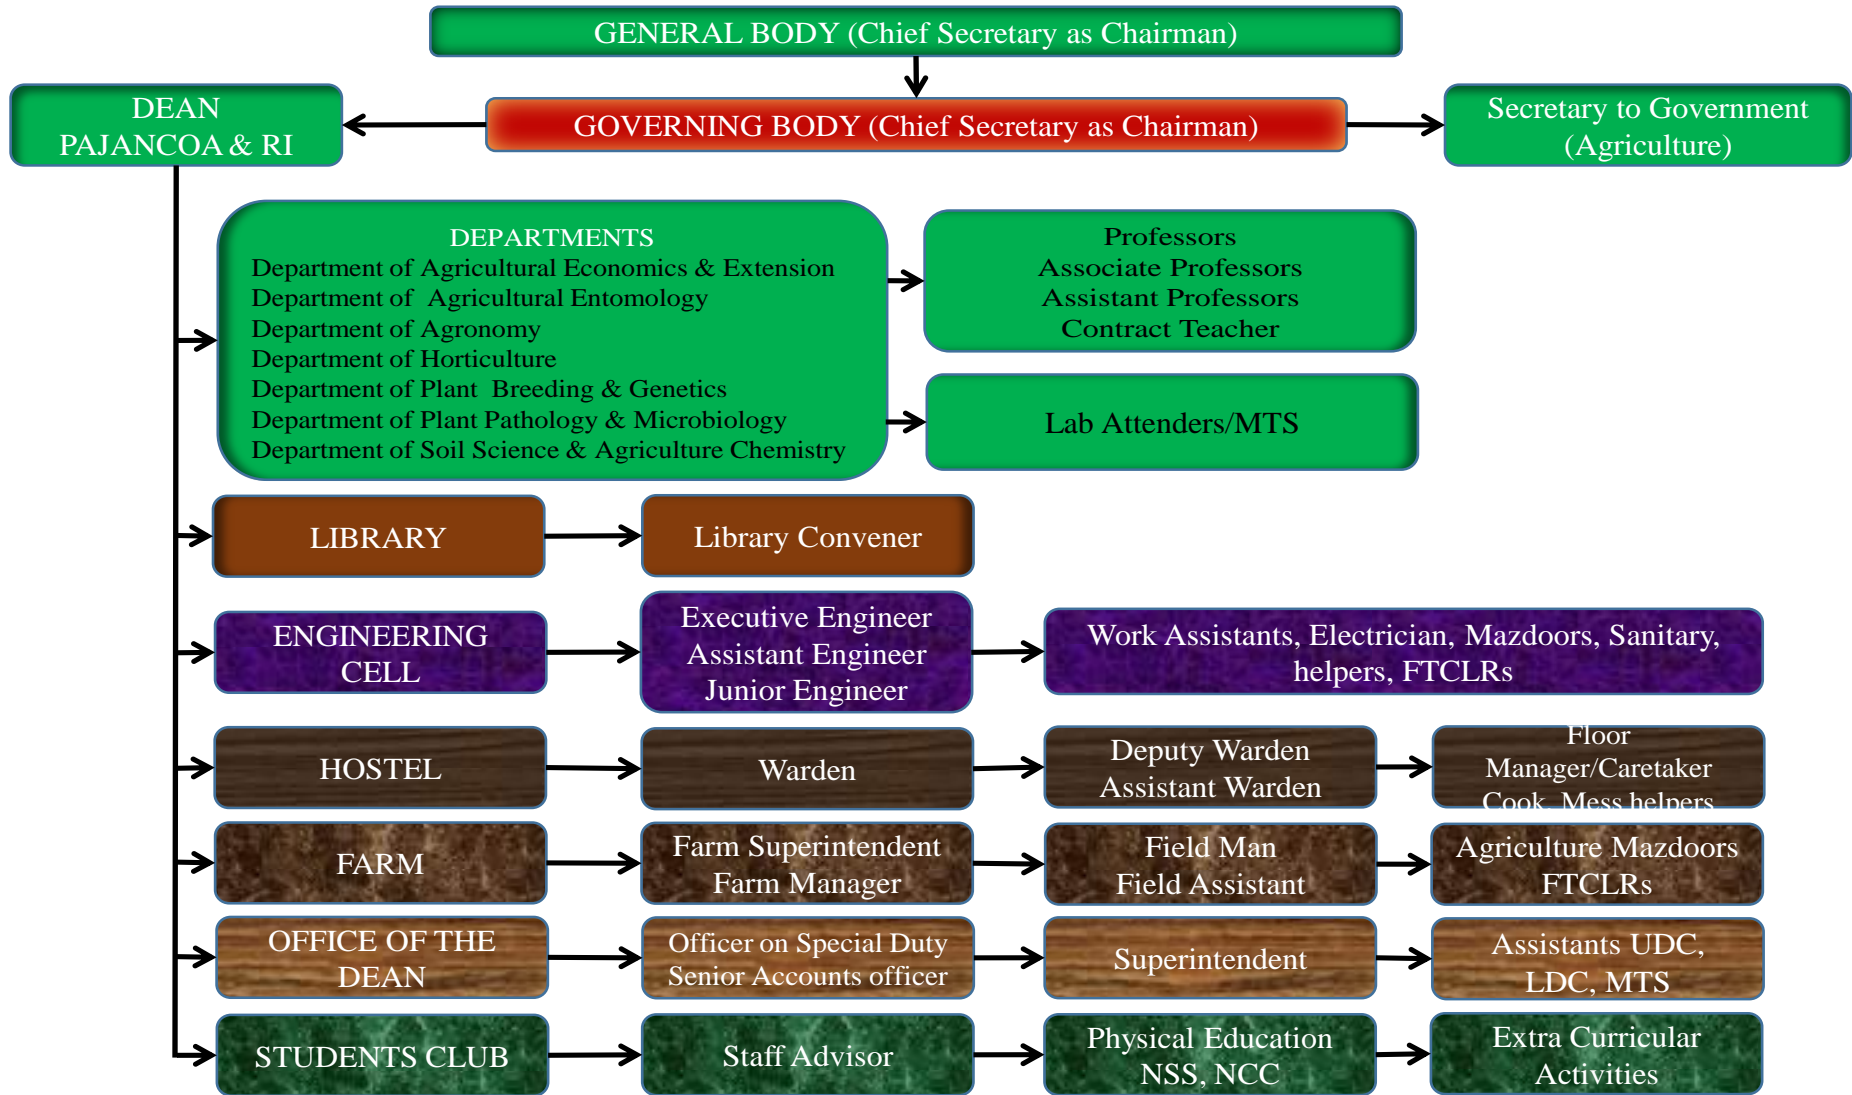 GENERAL BODY (Chief Secretary as Chairman)
DEAN
PAJANCOA & RI
GOVERNING BODY (Chief Secretary as Chairman)
Secretary to Government
(Agriculture)
DEPARTMENTS
Department of Agricultural Economics & Extension
Department of Agricultural Entomology
Department of Agronomy
Department of Horticulture
Department of Plant Breeding & Genetics
Department of Plant Pathology & Microbiology
Department of Soil Science & Agriculture Chemistry
Professors
Associate Professors
Assistant Professors
Contract Teacher
Lab Attenders/MTS
LIBRARY
Library Convener
ENGINEERING
CELL
Executive Engineer
Assistant Engineer
Junior Engineer
Work Assistants, Electrician, Mazdoors, Sanitary,
helpers, FTCLRs
HOSTEL
Warden
Deputy Warden
Assistant Warden
Floor
Manager/Caretaker
Cook, Mess helpers
FARM
Farm Superintendent
Farm Manager
Field Man
Field Assistant
Agriculture Mazdoors
FTCLRs
OFFICE OF THE
DEAN
Officer on Special Duty
Senior Accounts officer
Superintendent
Assistants UDC,
LDC, MTS
STUDENTS CLUB
Staff Advisor
Physical Education
NSS, NCC
Extra Curricular
Activities